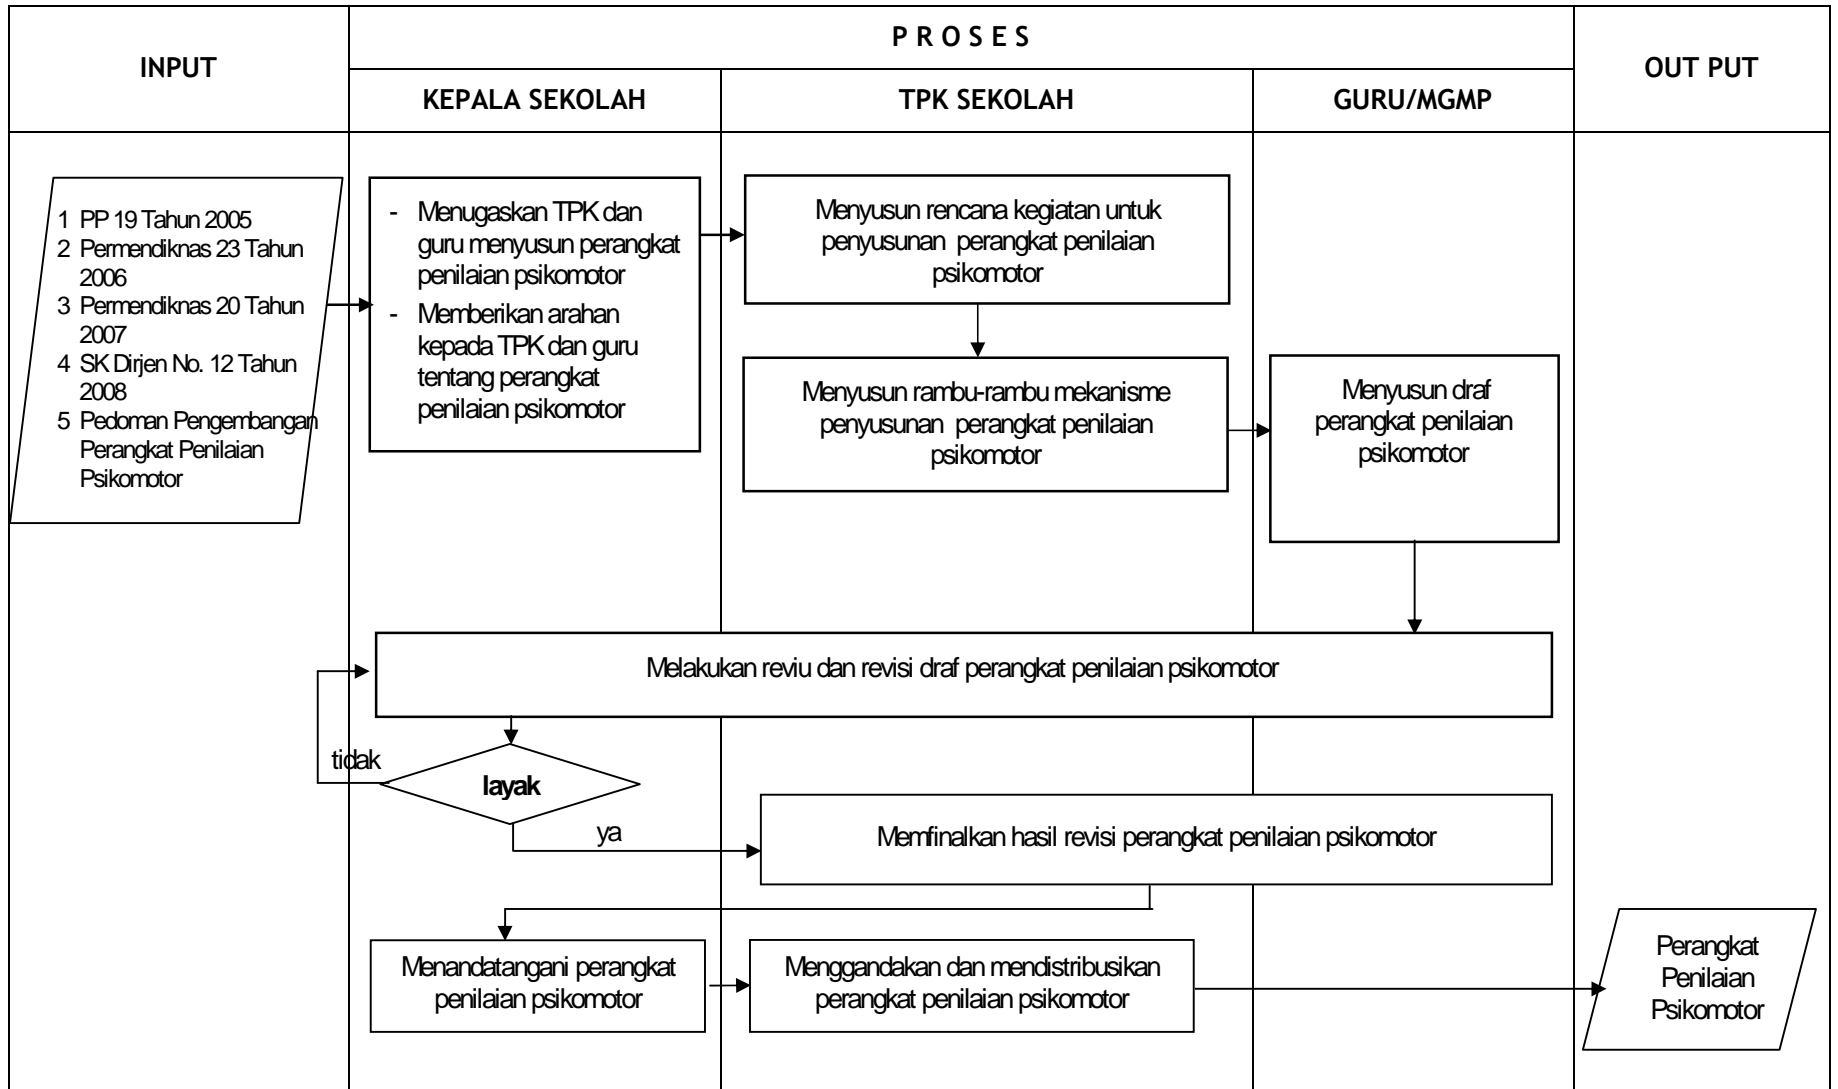 INPUT
P R O S E S
OUT PUT
KEPALA SEKOLAH
TPK SEKOLAH
GURU/MGMP
1 PP 19 Tahun 2005
2 Permendiknas 23 Tahun
2006
3 Permendiknas 20 Tahun
2007
4 SK Dirjen No. 12 Tahun
2008
5 Pedoman Pengembangan
Perangkat Penilaian
Psikomotor
- Menugaskan TPK dan
guru menyusun perangkat
penilaian psikomotor
- Memberikan arahan
kepada TPK dan guru
tentang perangkat
penilaian psikomotor
Menyusun rencana kegiatan untuk
penyusunan perangkat penilaian
psikomotor
Menyusun rambu-rambu mekanisme
penyusunan perangkat penilaian
psikomotor
Menyusun draf
perangkat penilaian
psikomotor
Melakukan reviu dan revisi draf perangkat penilaian psikomotor
tidak
layak
ya
Memfinalkan hasil revisi perangkat penilaian psikomotor
Menandatangani perangkat
penilaian psikomotor
Menggandakan dan mendistribusikan
perangkat penilaian psikomotor
Perangkat
Penilaian
Psikomotor